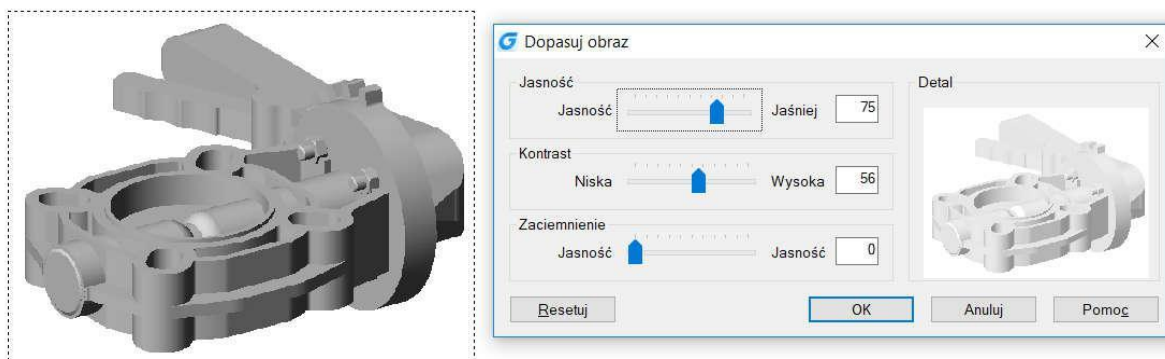 Dopasuj obraz
Jasność
Jasność Jaśniej 75
Kontrast
Niska Wysoka 56
Zaciemnienie
Jasność Jasność 0
Detal
Resetuj OK Anuluj Pomoc